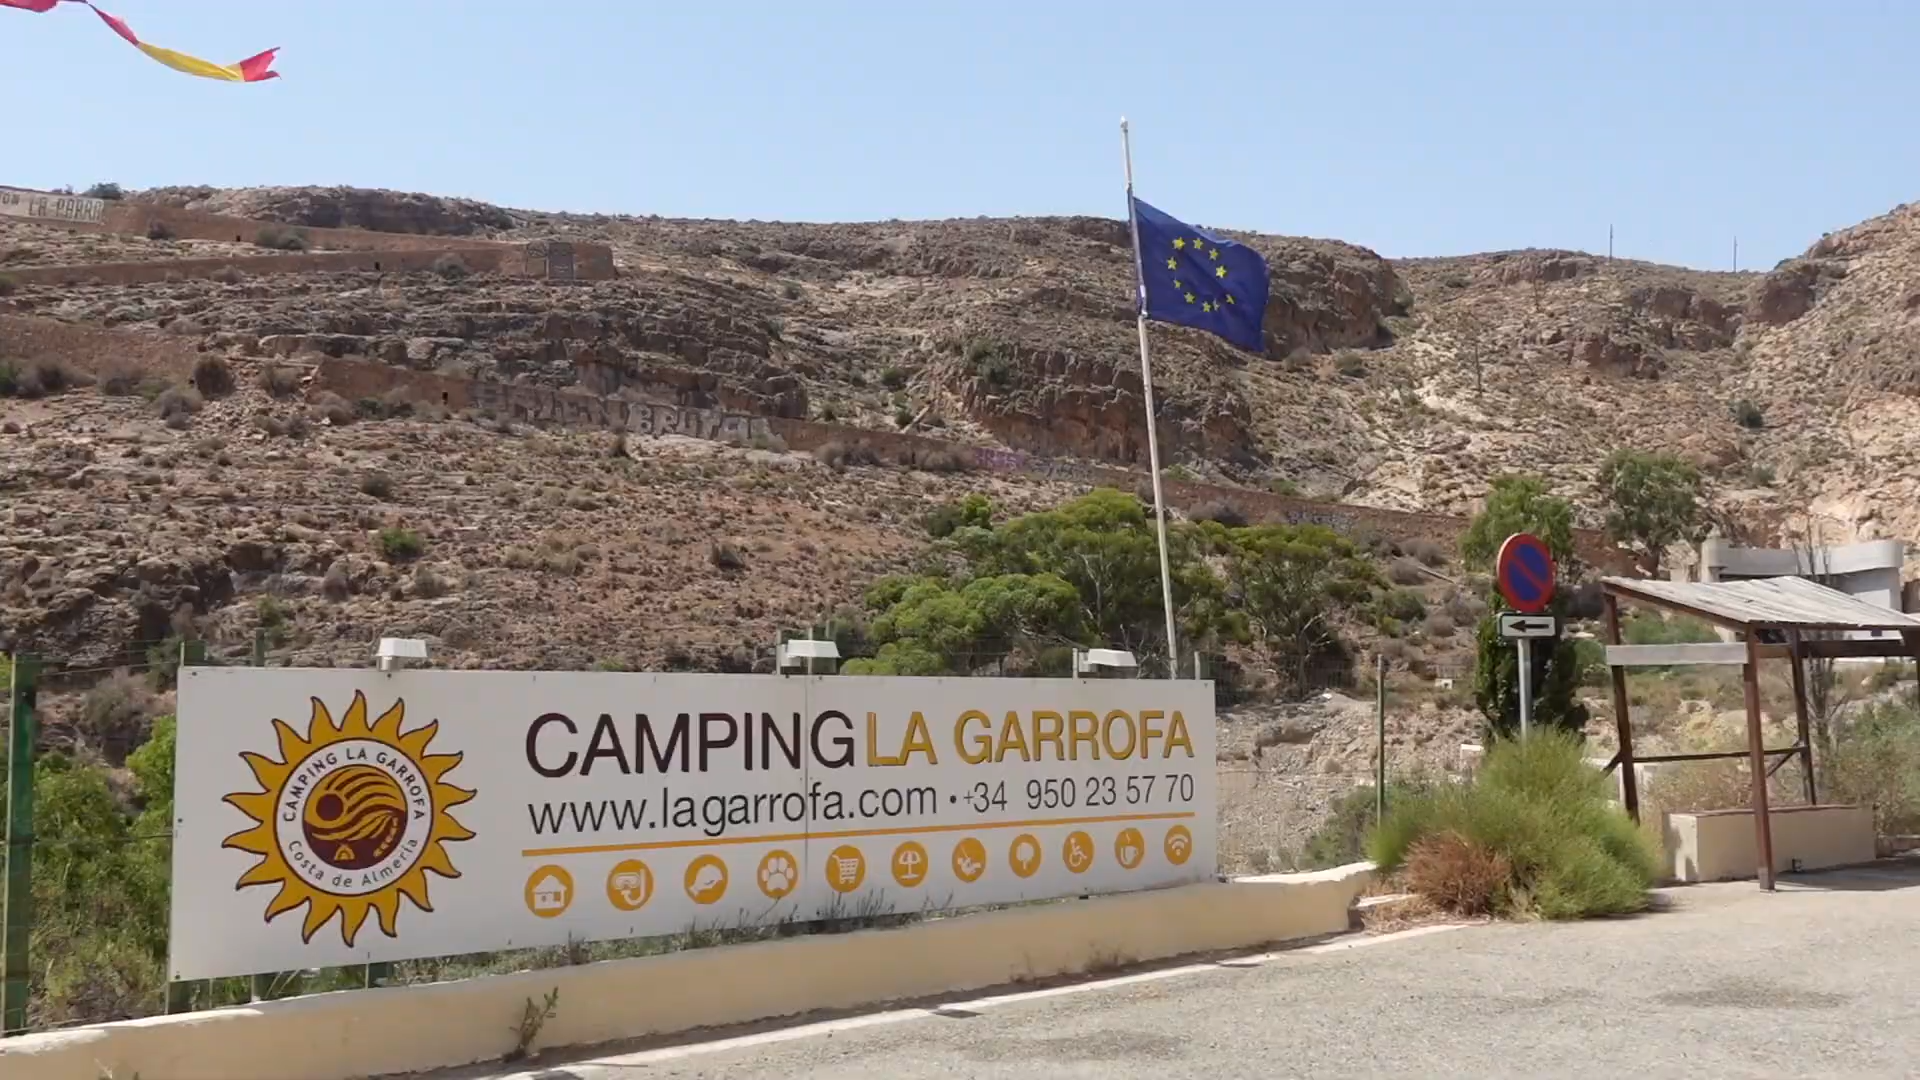 LA PARRA
CAMPING LA GARROFA
www.lagarrofa.com • +34 950 23 57 70
CAMPING LA GARROFA
Costa de Almería